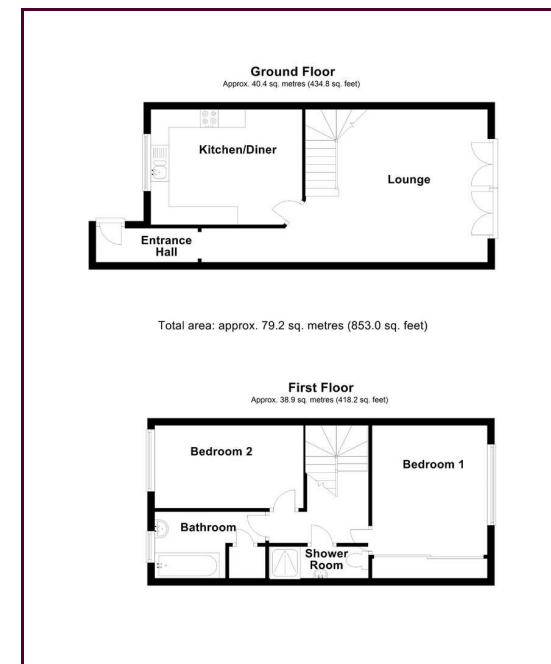 Ground Floor
Approx. 40.4 sq. metres (434.8 sq. feet)
Kitchen/Diner
Lounge
Entrance
Hall
Total area: approx. 79.2 sq. metres (853.0 sq. feet)
First Floor
Approx. 38.9 sq. metres (418.2 sq. feet)
Bedroom 2
Bedroom 1
Bathroom
Shower
Room